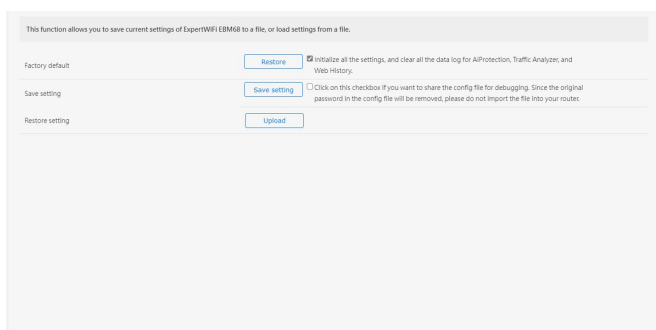 This function allows you to save current settings of ExpertWiFi EBM68 to a file, or load settings from a file.
Factory default
Restore
Initialize all the settings, and clear all the data log for AiProtection, Traffic Analyzer, and
Web History.
Save setting
Save setting
Click on this checkbox if you want to share the config file for debugging. Since the original
password in the config file will be removed, please do not import the file into your router.
Restore setting
Upload